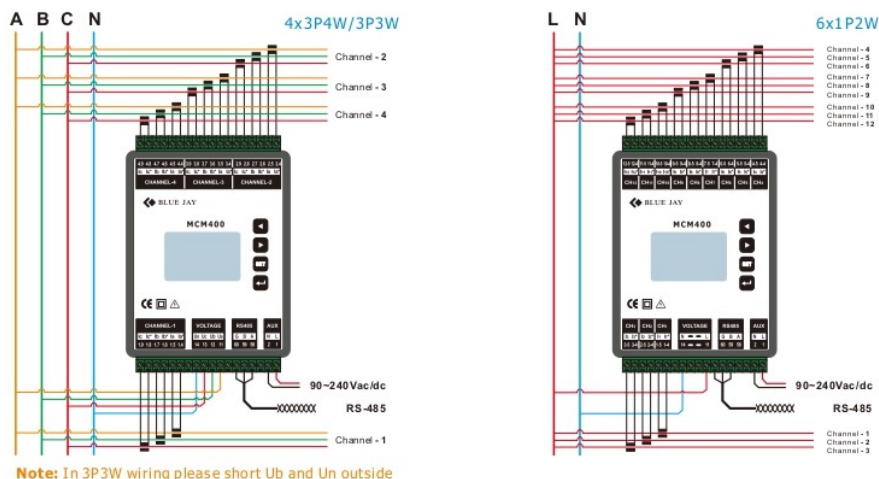 A B C N
4x3P4W/3P3W
Channel - 2
Channel - 3
Channel - 4
CHANNEL-4 CHANNEL-3 CHANNEL-2
BLUE JAY
MCM400
SET
CE
CHANNEL-1 VOLTAGE RS485 AUX
90~240Vac/dc
RS-485
Channel - 1
Note: In 3P3W wiring please short Ub and Un outside
L N
6x1P2W
Channel - 4
Channel - 5
Channel - 6
Channel - 7
Channel - 8
Channel - 9
Channel - 10
Channel - 11
Channel - 12
BLUE JAY
MCM400
SET
CE
VOLTAGE RS485 AUX
90~240Vac/dc
RS-485
Channel - 1
Channel - 2
Channel - 3